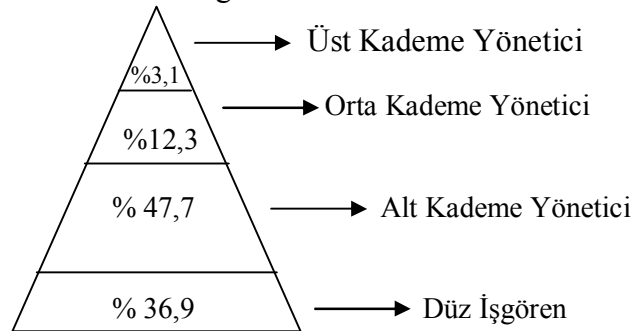 Üst Kademe Yönetici
%3,1
Orta Kademe Yönetici
%12,3
% 47,7
Alt Kademe Yönetici
% 36,9
Düz İşgören